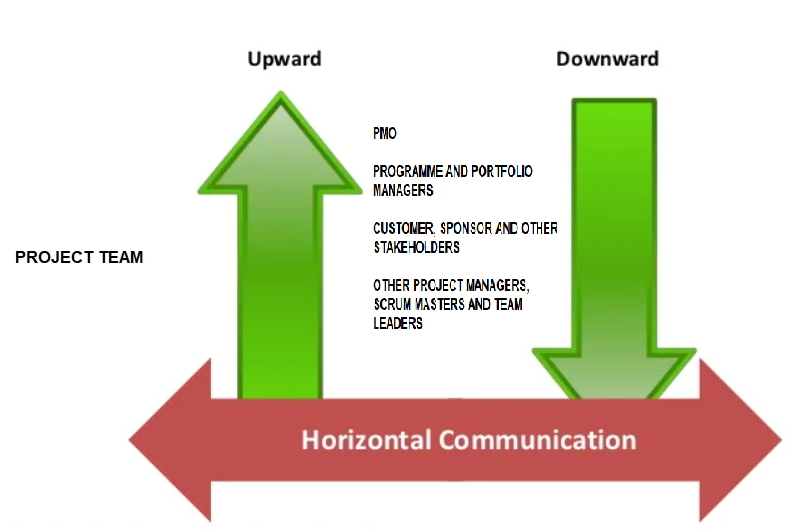 Upward
Downward
PMO
PROGRAMME AND PORTFOLIO
MANAGERS
CUSTOMER, SPONSOR AND OTHER
STAKEHOLDERS
PROJECT TEAM
OTHER PROJECT MANAGERS,
SCRUM MASTERS AND TEAM
LEADERS
Horizontal Communication